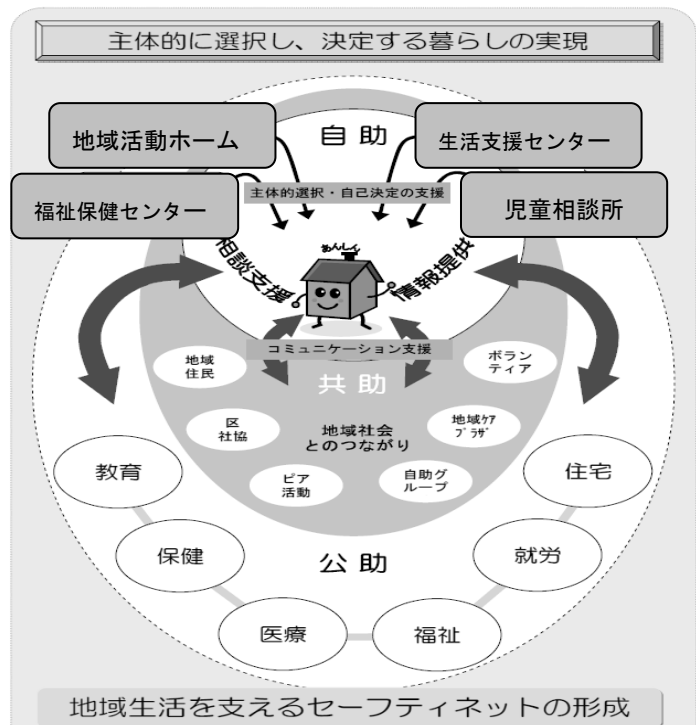 主体的に選択し、決定する暮らしの実現
自助
地域活動ホーム
生活支援センター
福祉保健センター
主体的選択・自己決定の支援
児童相談所
相談支援
あんしん
情報提供
コミュニケーション支援
地域
住民
共助
ボラン
ティア
区
社協
地域社会
とのつながり
地域ケア
プラザ
ピア
活動
自助グ
ループ
教育
住宅
保健
公助
就労
医療
福祉
地域生活を支えるセーフティネットの形成